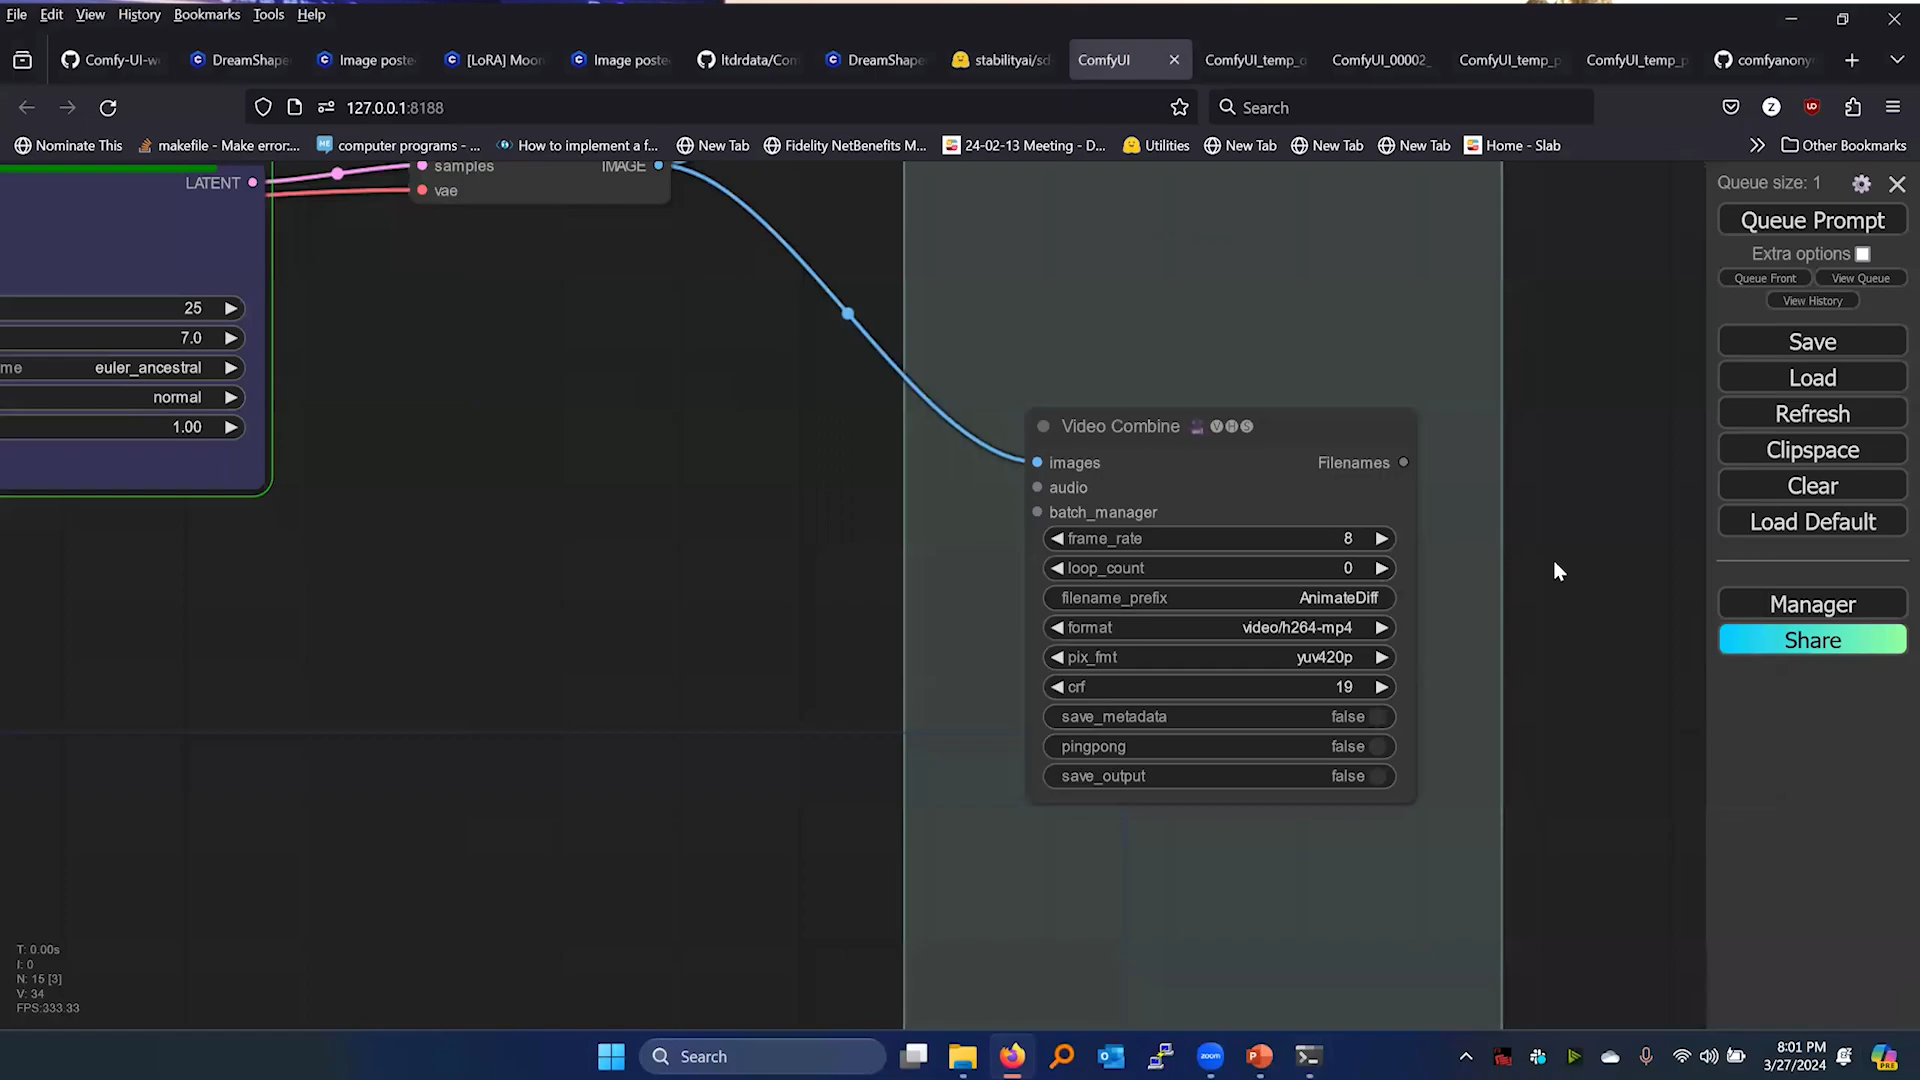 File Edit View History Bookmarks Tools Help
Comfy-UI-w DreamShape Image poste [LoRA] Moon Image poste ltdrdata/Com DreamShape stabilityai/sd ComfyUI ComfyUI_temp_ ComfyUI_00002_ ComfyUI_temp_p ComfyUI_temp_p comfyanony
127.0.0.1:8188 Search
Nominate This makefile - Make error:... computer programs - ... How to implement a f... New Tab Fidelity NetBenefits M... 24-02-13 Meeting - D... Utilities New Tab New Tab New Tab Home - Slab Other Bookmarks
LATENT
samples IMAGE
vae
25
7.0
me euler_ancestral
normal
1.00
Video Combine VHS
images Filenames
audio
batch_manager
frame_rate 8
loop_count 0
filename_prefix AnimateDiff
format video/h264-mp4
pix_fmt yuv420p
crf 19
save_metadata false
pingpong false
save_output false
Queue size: 1
Queue Prompt
Extra options
Queue Front View Queue
View History
Save
Load
Refresh
Clipspace
Clear
Load Default
Manager
Share
T: 0.00s
I: 0
N: 15 [3]
V: 34
FPS:333.33
Search
zoom
8:01 PM
3/27/2024
PRE